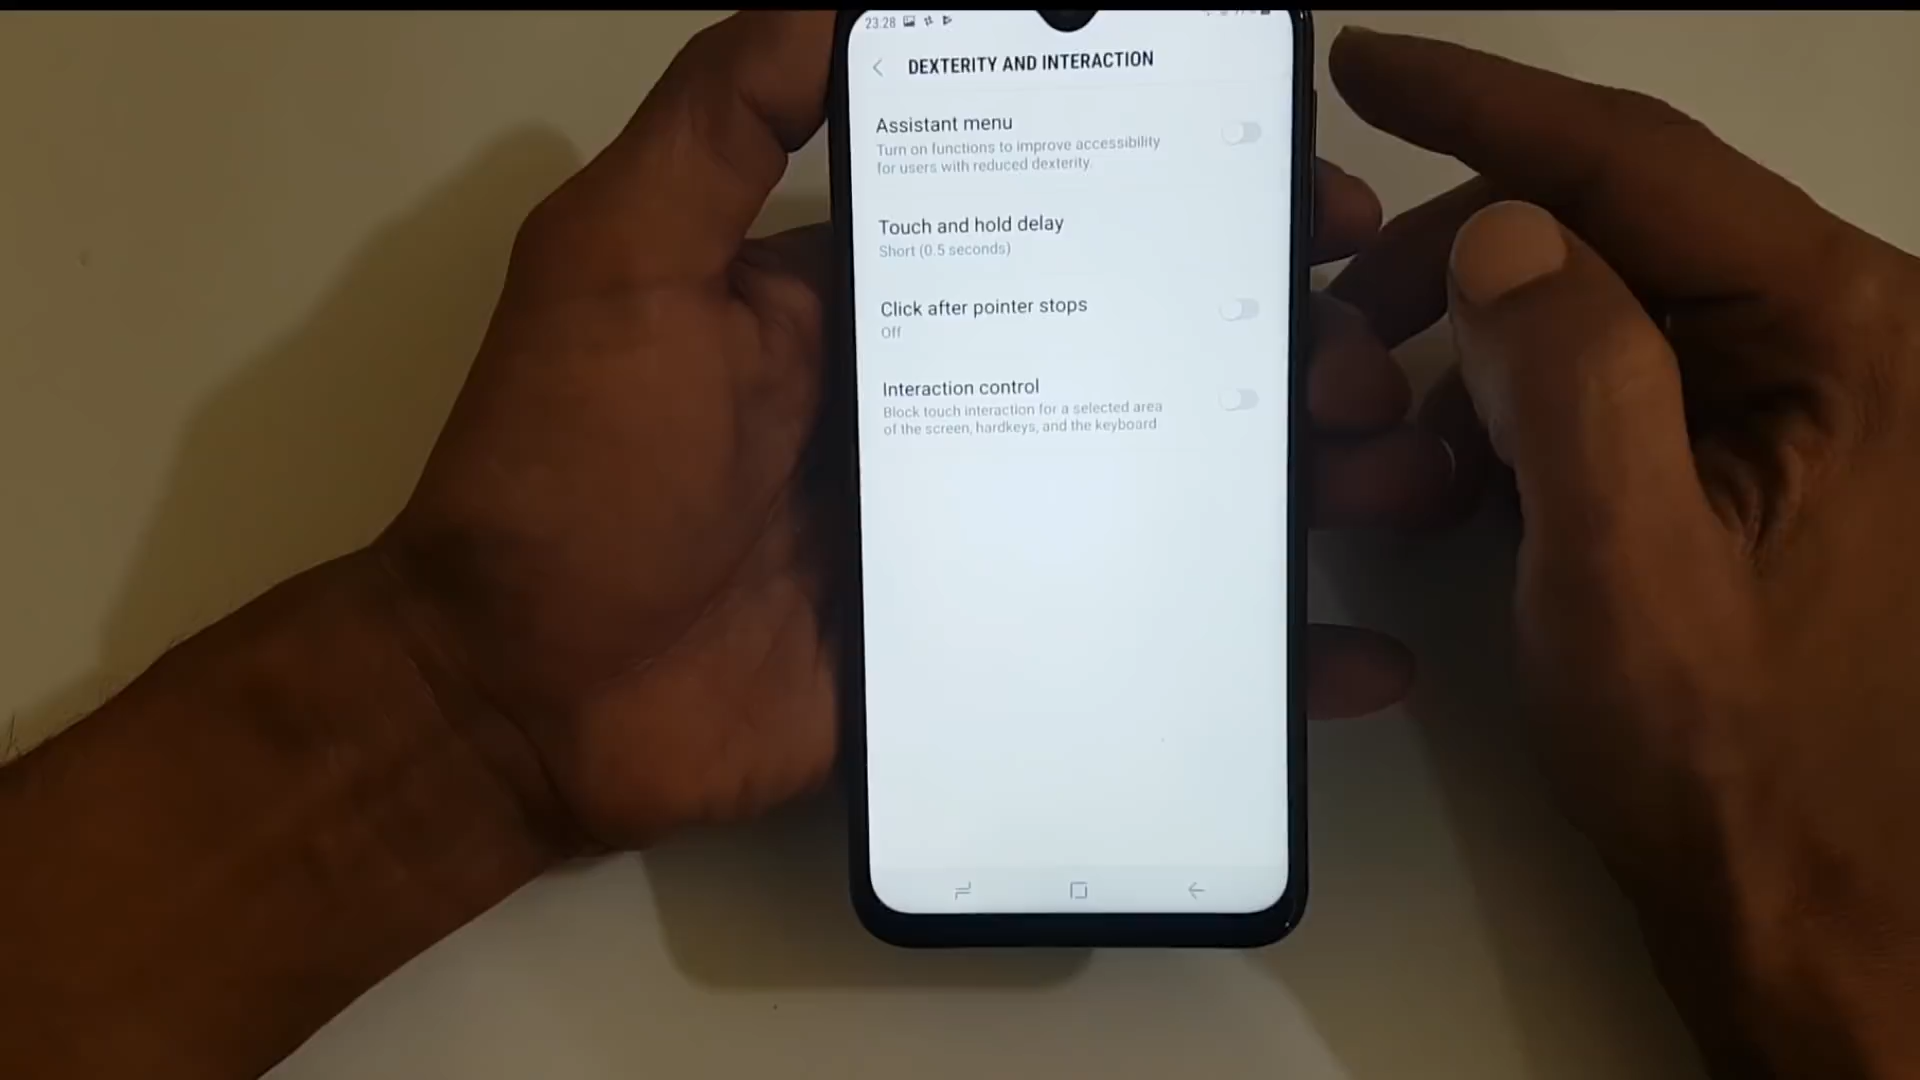 23:28
DEXTERITY AND INTERACTION
Assistant menu
Turn on functions to improve accessibility
for users with reduced dexterity.
Touch and hold delay
Short (0.5 seconds)
Click after pointer stops
Off
Interaction control
Block touch interaction for a selected area
of the screen, hardkeys, and the keyboard